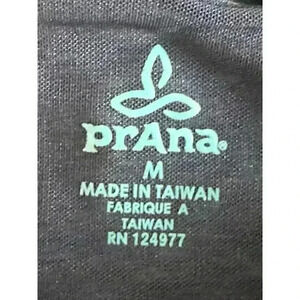 prAna®
M
MADE IN TAIWAN
FABRIQUE A
TAIWAN
RN 124977